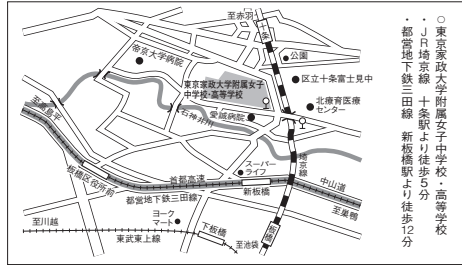 ○東京家政大学附属女子中学校・高等学校
・JR埼京線 十条駅より徒歩5分
・都営地下鉄三田線 新板橋駅より徒歩12分
至赤羽
十条
公園
帝京大学病院
区立十条富士見中
東京家政大学附属女子
中学校・高等学校
北療育医療
センター
愛誠病院
石神井川
至高島平
埼京線
スーパー
ライフ
首都高速
中山道
板橋区役所前
新板橋
都営地下鉄三田線
至巣鴨
至川越
ヨーク
マート
下板橋
板橋
東武東上線
至池袋